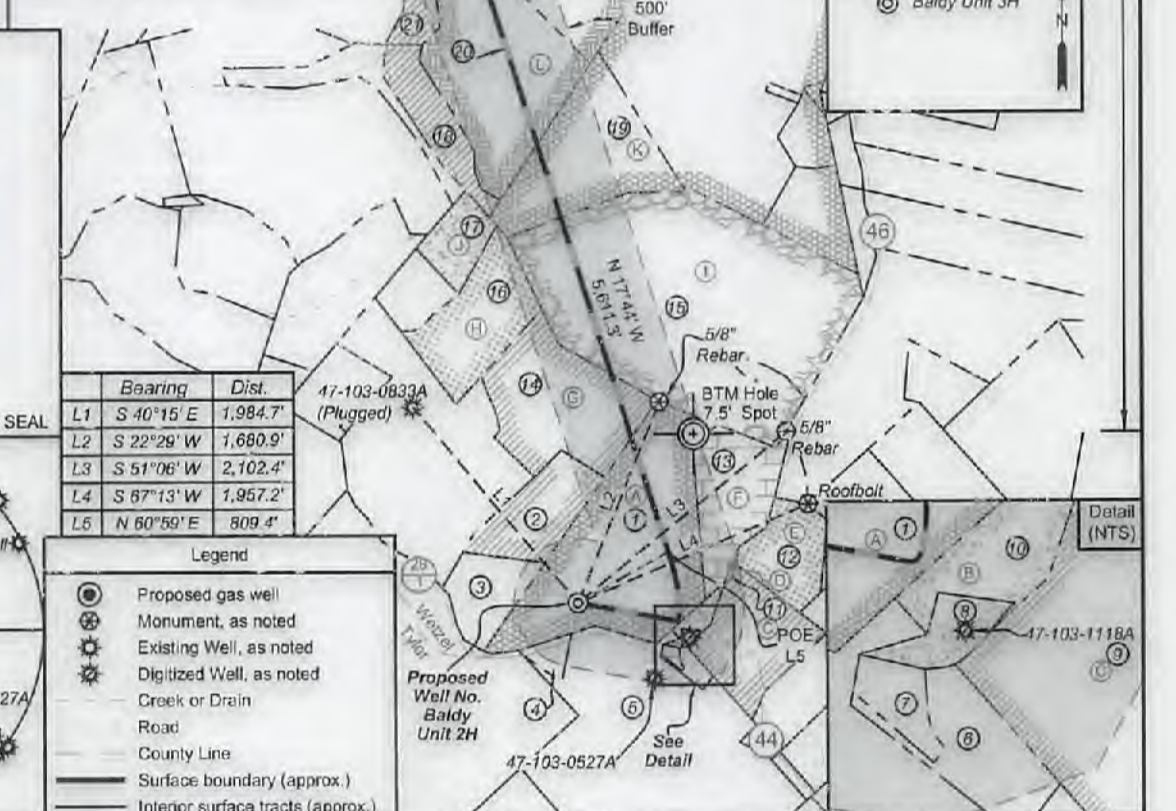 500'
Buffer
Baldy Unit 3H
N
21
20
L
18
19
K
17
J
46
16
H
I
15
N 17°44' W
5,611.3'
5/8"
Rebar
47-103-0833A
(Plugged)
14
G
BTM Hole
7.5' Spot
5/8"
Rebar
13
F
Roofbolt
SEAL
Bearing Dist.
L1 S 40°15' E 1,984.7'
L2 S 22°29' W 1,680.9'
L3 S 51°06' W 2,102.4'
L4 S 67°13' W 1,957.2'
L5 N 60°59' E 809.4'
L1
2
L2
1
L3
L4
E
12
D
3
28
1
Wetzel
Tyler
11
C
POE
L5
Proposed
Well No.
Baldy
Unit 2H
4
5
See
Detail
44
47-103-0527A
27A
Legend
Proposed gas well
Monument, as noted
Existing Well, as noted
Digitized Well, as noted
Creek or Drain
Road
County Line
Surface boundary (approx.)
Interior surface tracts (approx.)
Detail
(NTS)
A
1
10
B
8
47-103-1118A
9
C
7
6